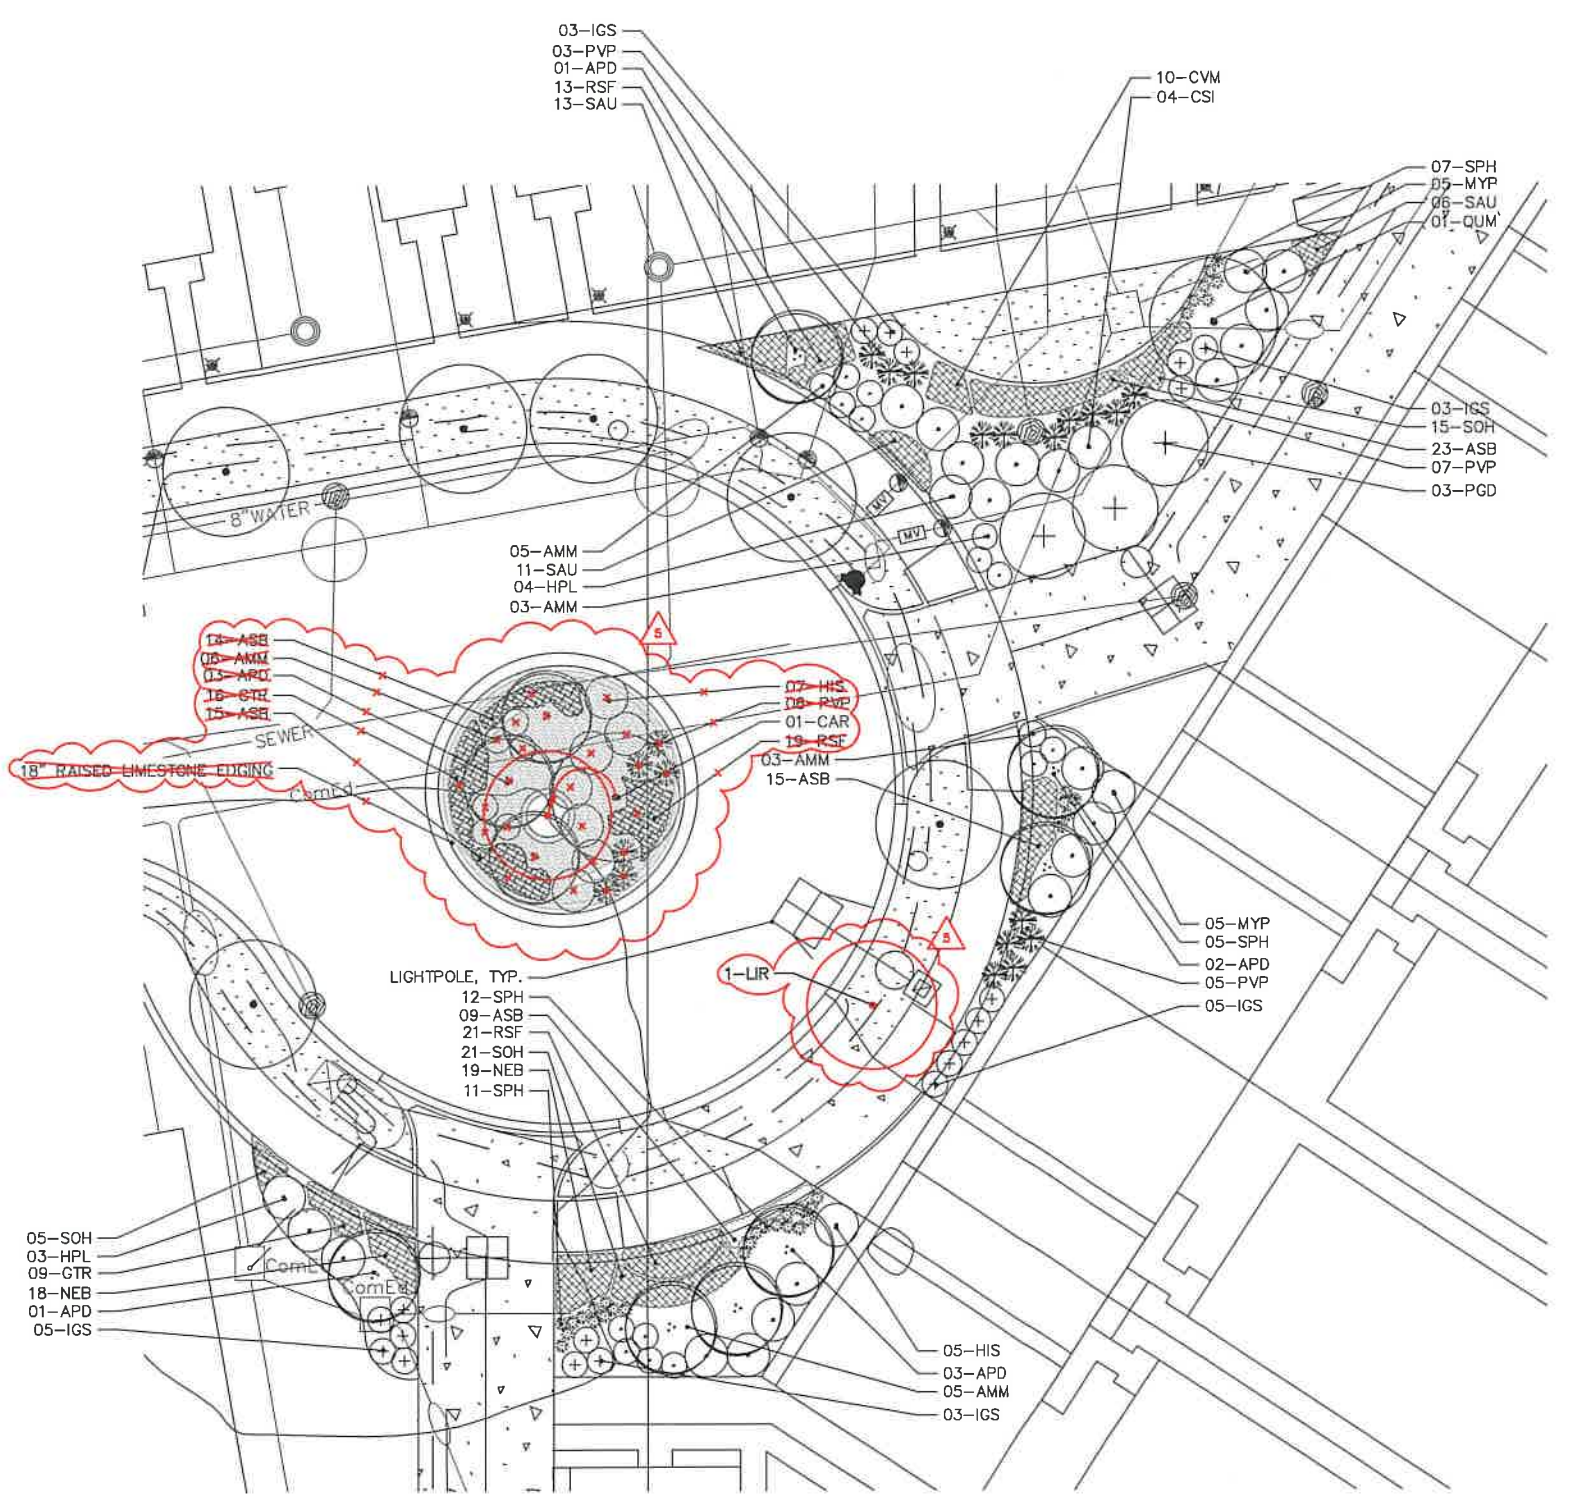 03-IGS
03-PVP
01-APD
13-RSF
13-SAU
10-CVM
04-CSI
07-SPH
05-MYP
06-SAU
01-QUM
03-IGS
15-SOH
23-ASB
07-PVP
03-PGD
8"WATER
MV
MV
05-AMM
11-SAU
04-HPL
03-AMM
5
14-ASB
06-AMM
03-APD
16-GTR
15-ASB
SEWER
18" RAISED LIMESTONE EDGING
ComEd
07-HIS
08-PVP
01-CAR
19-RSF
03-AMM
15-ASB
05-MYP
05-SPH
02-APD
05-PVP
05-IGS
5
1-LIR
LIGHTPOLE, TYP.
12-SPH
09-ASB
21-RSF
21-SOH
19-NEB
11-SPH
05-SOH
03-HPL
09-GTR
18-NEB
01-APD
05-IGS
ComE
ComEd
05-HIS
03-APD
05-AMM
03-IGS